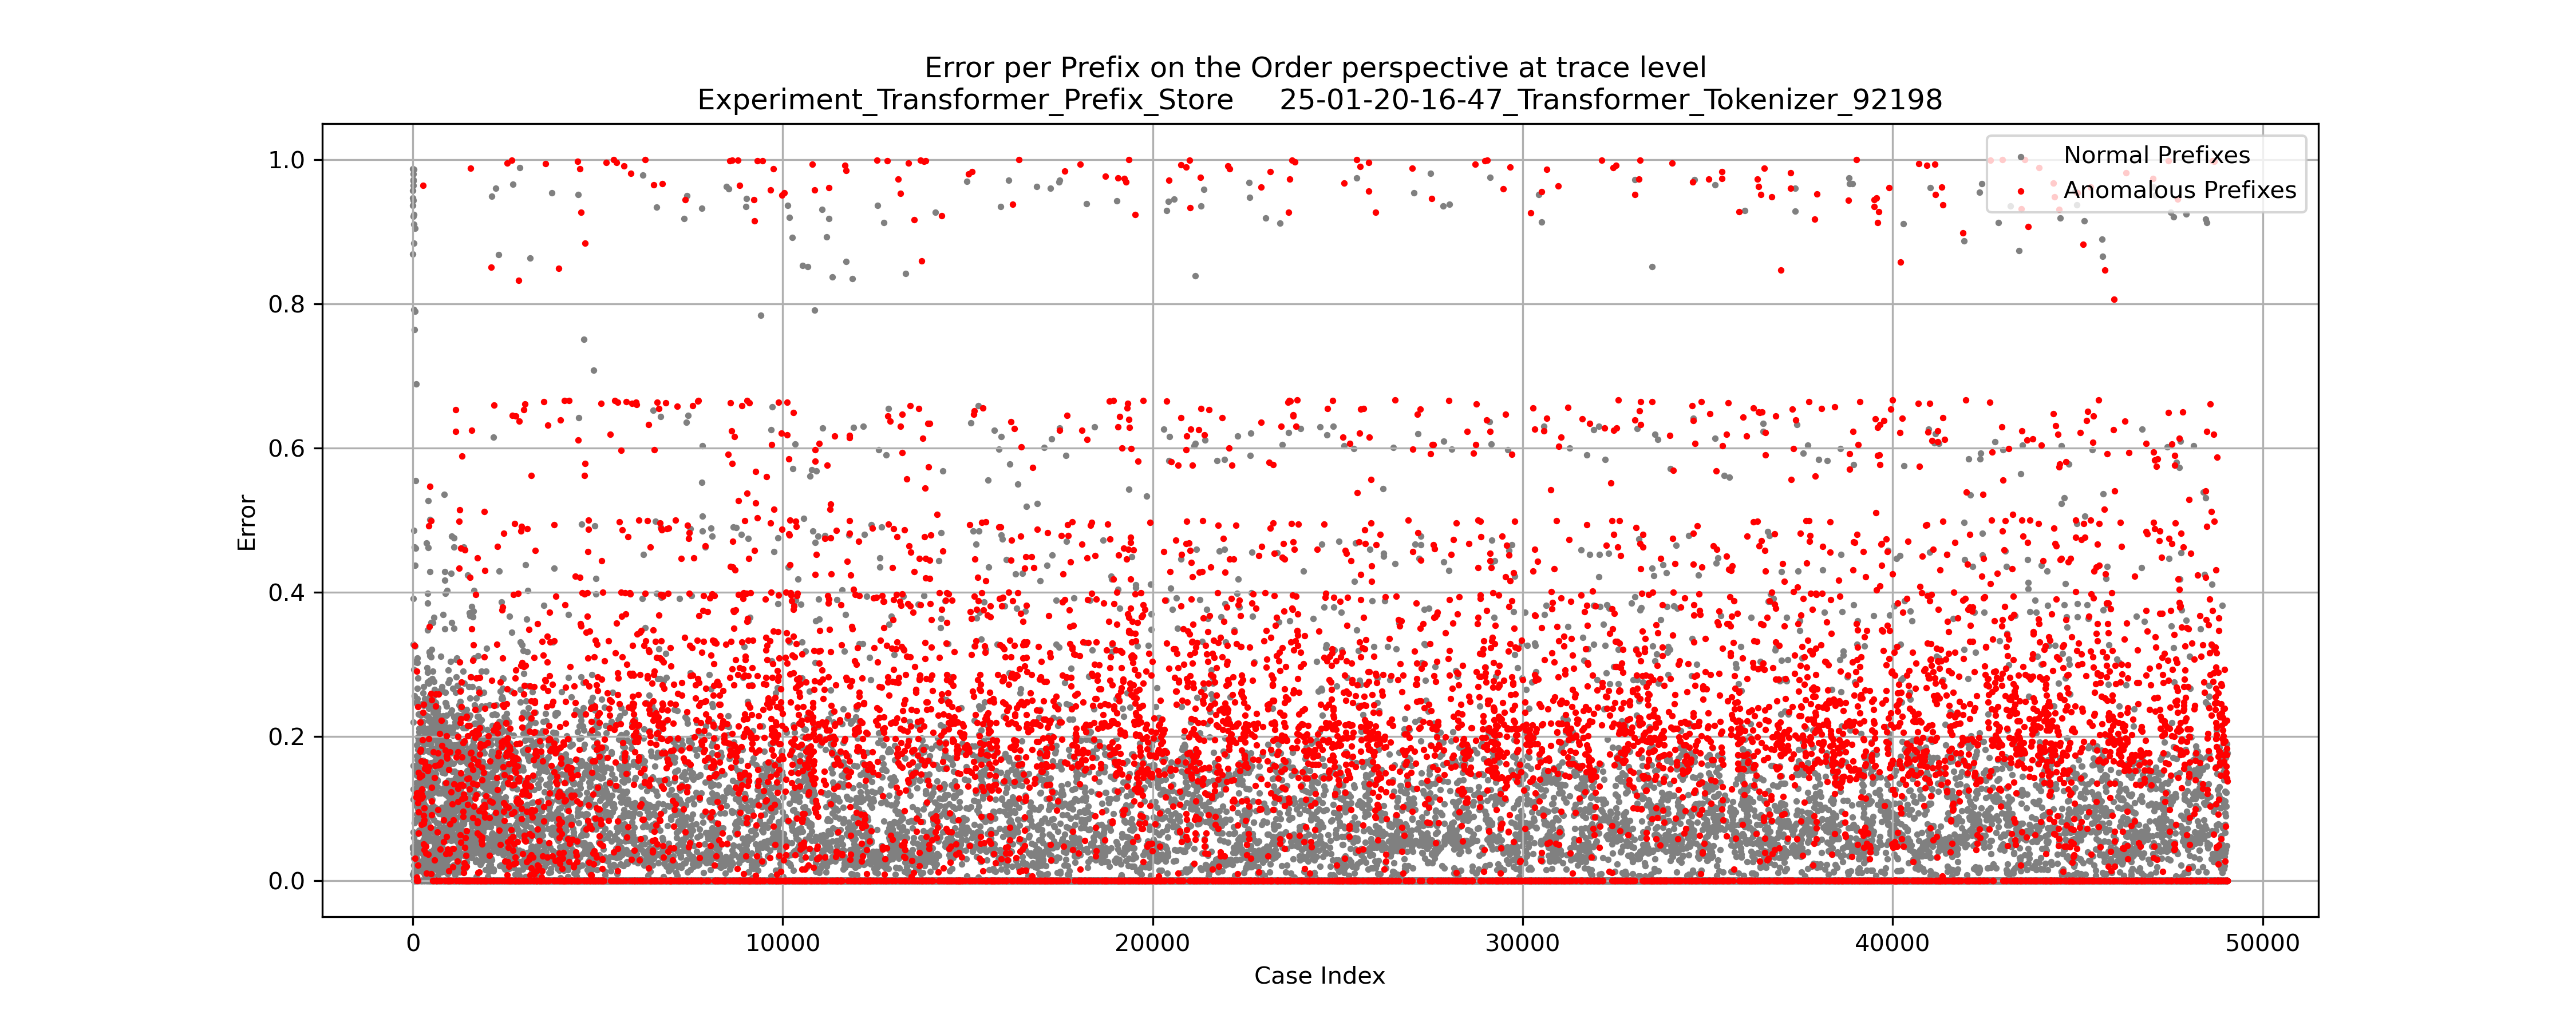 Error per Prefix on the Order perspective at trace level
Experiment_Transformer_Prefix_Store 25-01-20-16-47_Transformer_Tokenizer_92198
Normal Prefixes
Anomalous Prefixes
1.0
0.8
0.6
0.4
0.2
0.0
Error
0 10000 20000 30000 40000 50000
Case Index